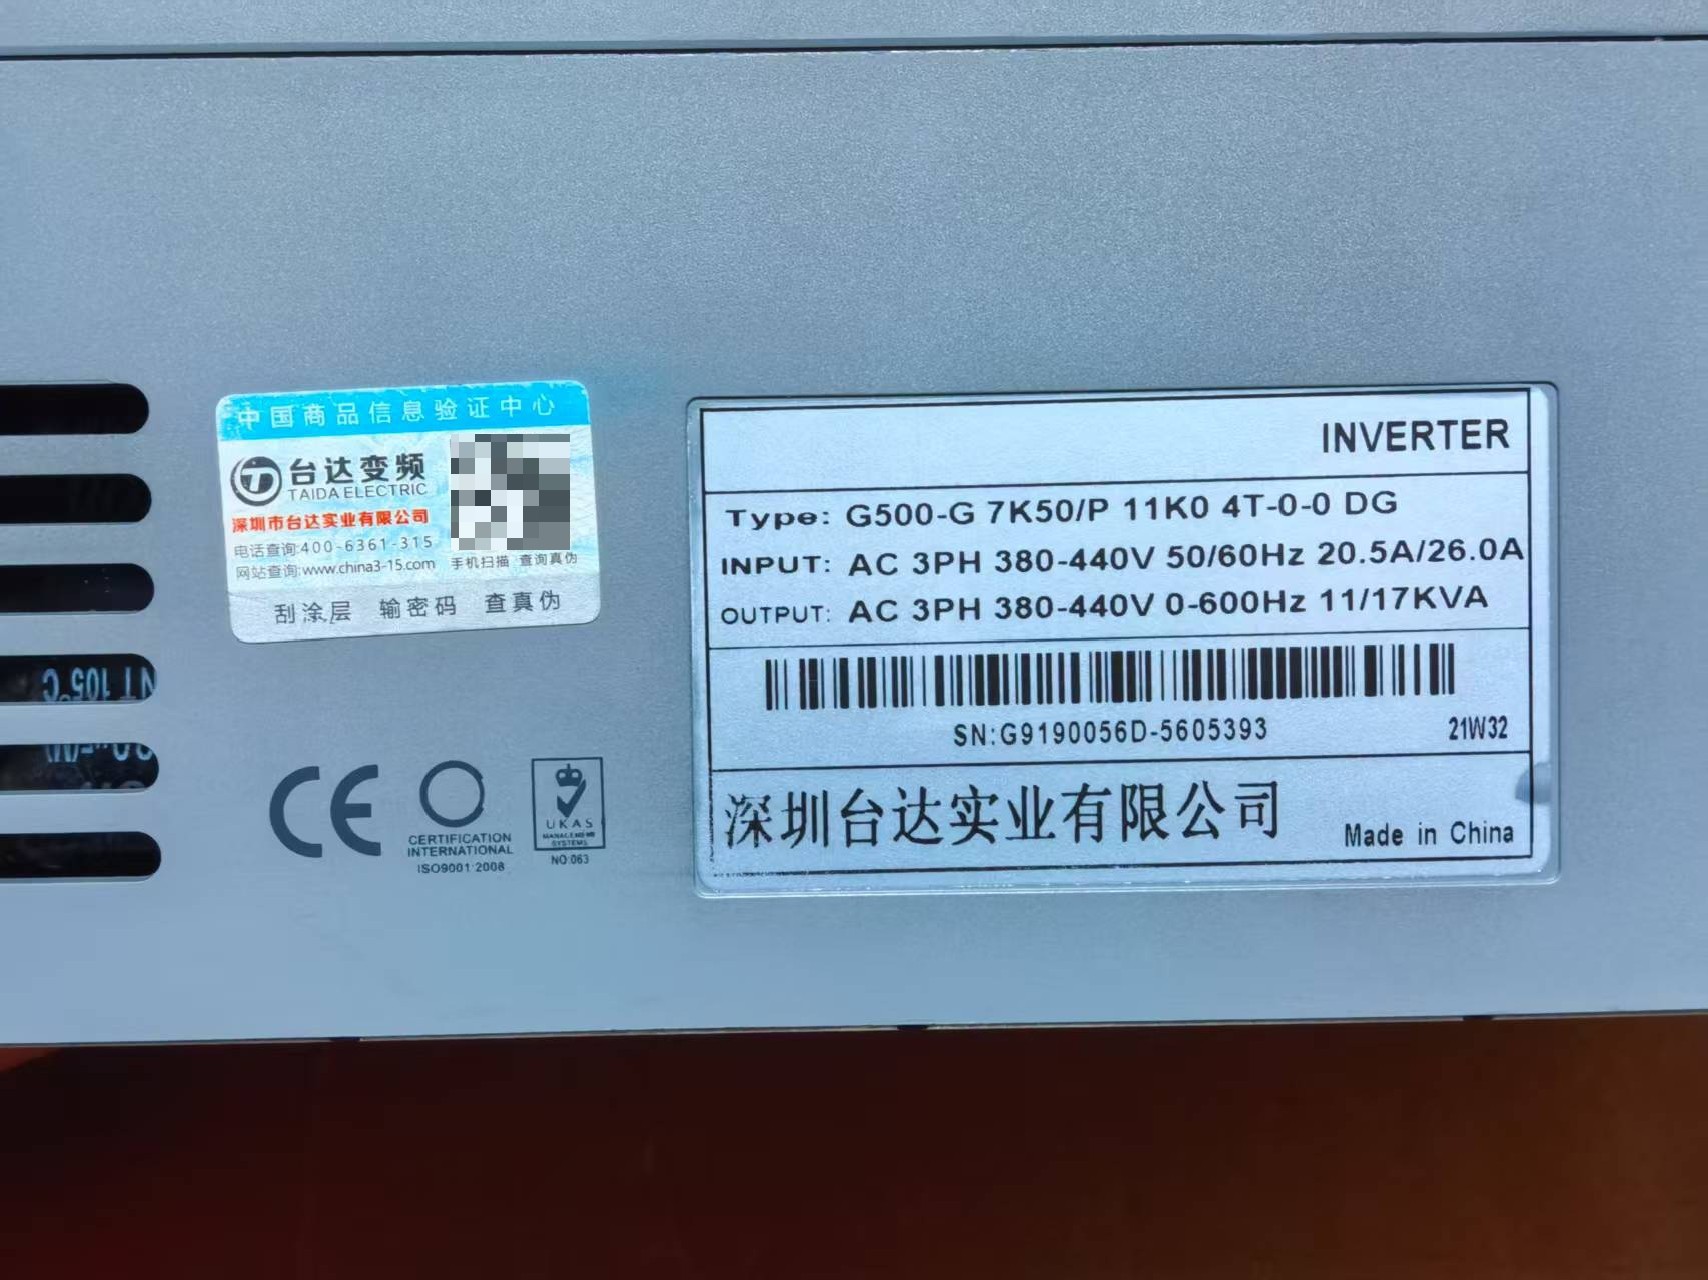 中国商品信息验证中心
台达变频
TAIDA ELECTRIC
深圳市台达实业有限公司
电话查询:400-6361-315
网站查询:www.china3-15.com
手机扫描 查询真伪
刮涂层 输密码 查真伪
INVERTER
Type: G500-G 7K50/P 11K0 4T-0-0 DG
INPUT: AC 3PH 380-440V 50/60Hz 20.5A/26.0A
OUTPUT: AC 3PH 380-440V 0-600Hz 11/17KVA
SN:G9190056D-5605393 21W32
深圳台达实业有限公司
Made in China
NT 105°C
CE
CERTIFICATION
INTERNATIONAL
ISO9001:2008
UKAS
MANAGEMENT
SYSTEMS
NO:063